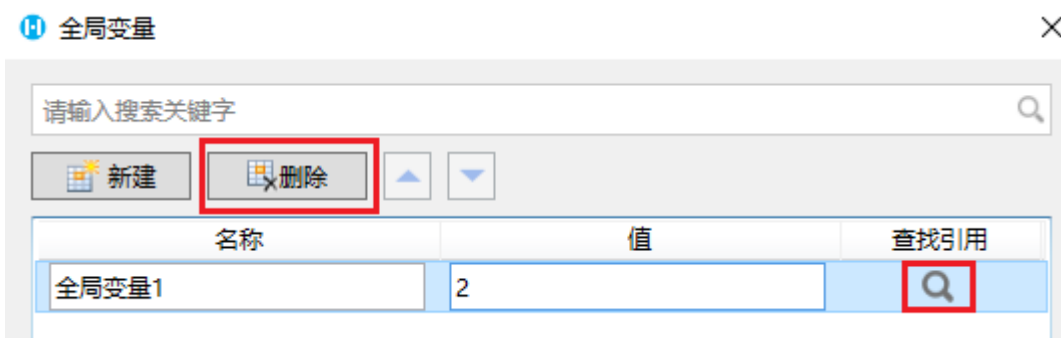 全局变量
请输入搜索关键字
新建 删除
名称 值 查找引用
全局变量1 2